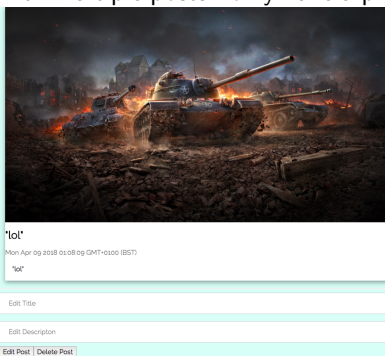 "lol"
Mon Apr 09 2018 01:08:09 GMT+0100 (BST)
"lol"
Edit Title
Edit Descripton
Edit Post Delete Post